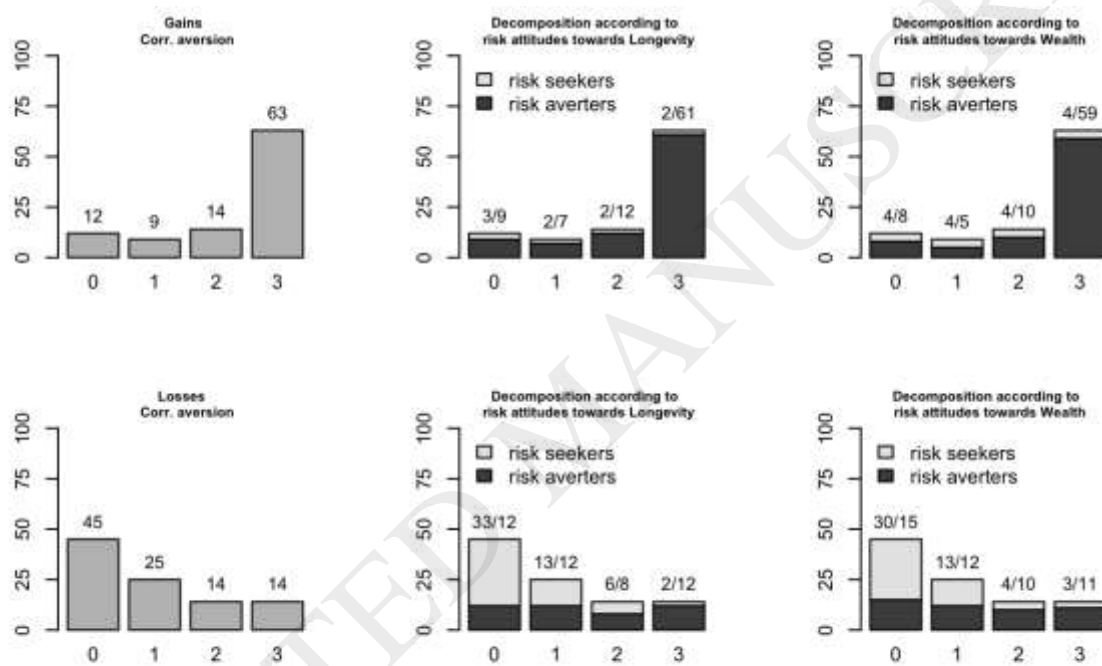 Gains
Corr. aversion
100
75
50
25
0
12
9
14
63
0 1 2 3
Decomposition according to
risk attitudes towards Longevity
100
75
50
25
0
risk seekers
risk averters
3/9
2/7
2/12
2/61
0 1 2 3
Decomposition according to
risk attitudes towards Wealth
100
75
50
25
0
risk seekers
risk averters
4/8
4/5
4/10
4/59
0 1 2 3
Losses
Corr. aversion
100
75
50
25
0
45
25
14
14
0 1 2 3
Decomposition according to
risk attitudes towards Longevity
100
75
50
25
0
risk seekers
risk averters
33/12
13/12
6/8
2/12
0 1 2 3
Decomposition according to
risk attitudes towards Wealth
100
75
50
25
0
risk seekers
risk averters
30/15
13/12
4/10
3/11
0 1 2 3
TED MANUSCR